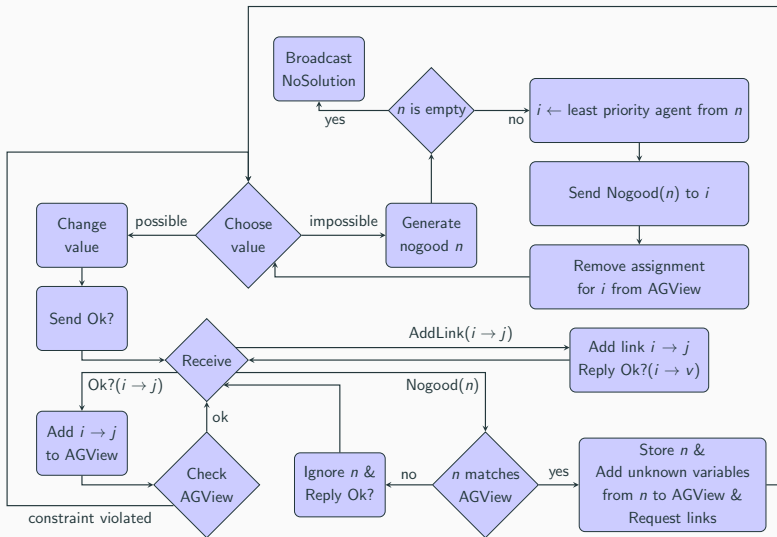 Broadcast
NoSolution
n is empty
yes
no
i ← least priority agent from n
Send Nogood(n) to i
Remove assignment
for i from AGView
Change
value
possible
Choose
value
impossible
Generate
nogood n
Send Ok?
Receive
AddLink(i → j)
Add link i → j
Reply Ok?(i → v)
Ok?(i → j)
Nogood(n)
ok
Add i → j
to AGView
Check
AGView
Ignore n &
Reply Ok?
no
n matches
AGView
yes
Store n &
Add unknown variables
from n to AGView &
Request links
constraint violated